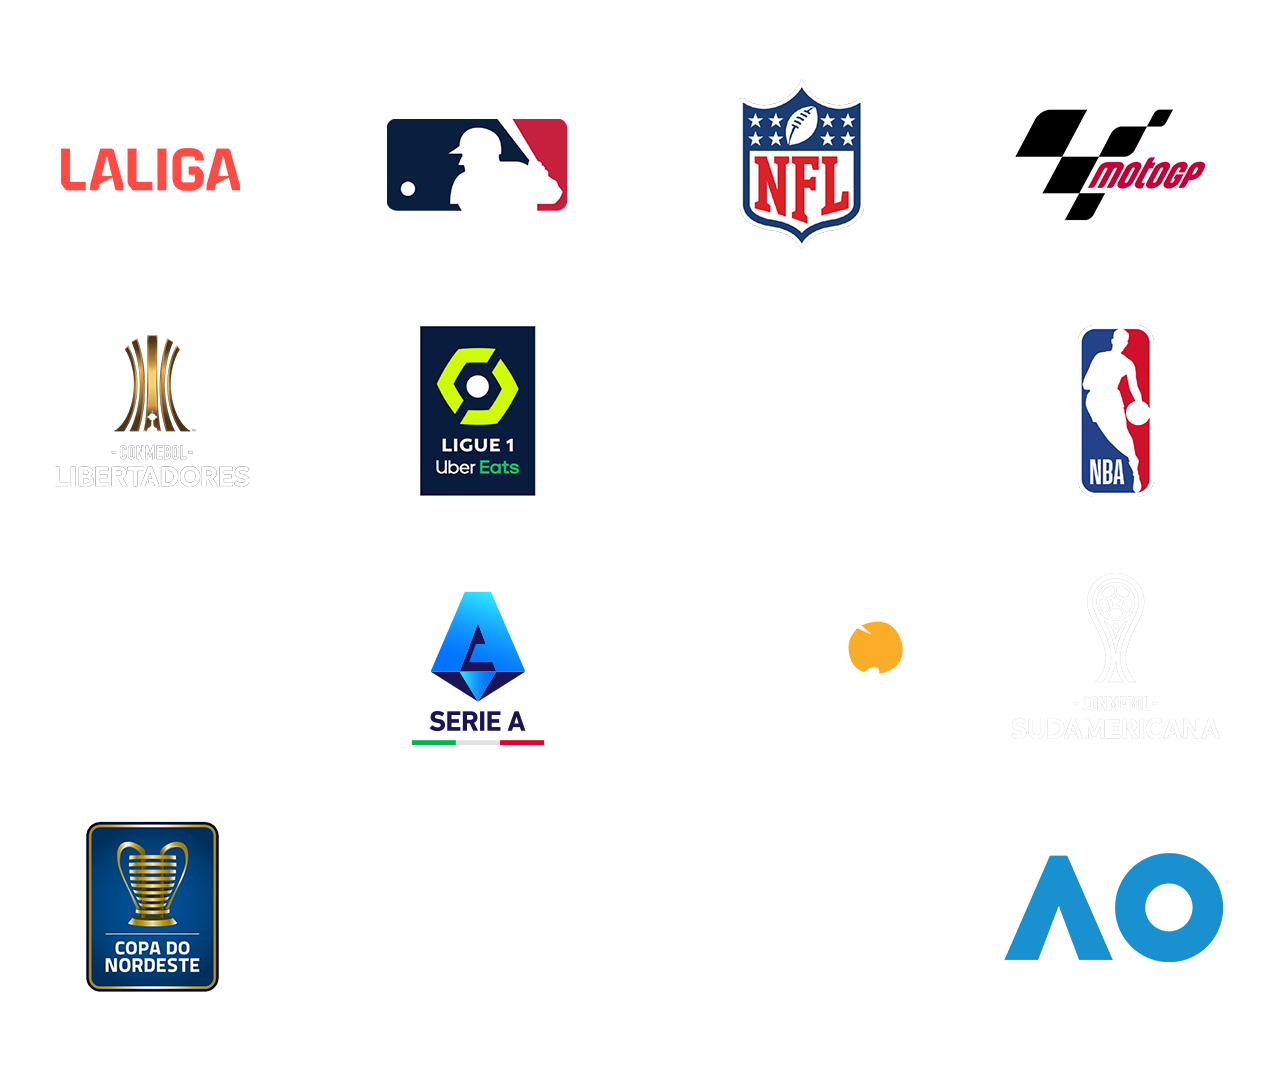 LALIGA
NFL
motoGP
- CONMEBOL -
LIBERTADORES
LIGUE 1
Uber Eats
NBA
SERIE A
- CONMEBOL -
SUDAMERICANA
COPA DO
NORDESTE
AO